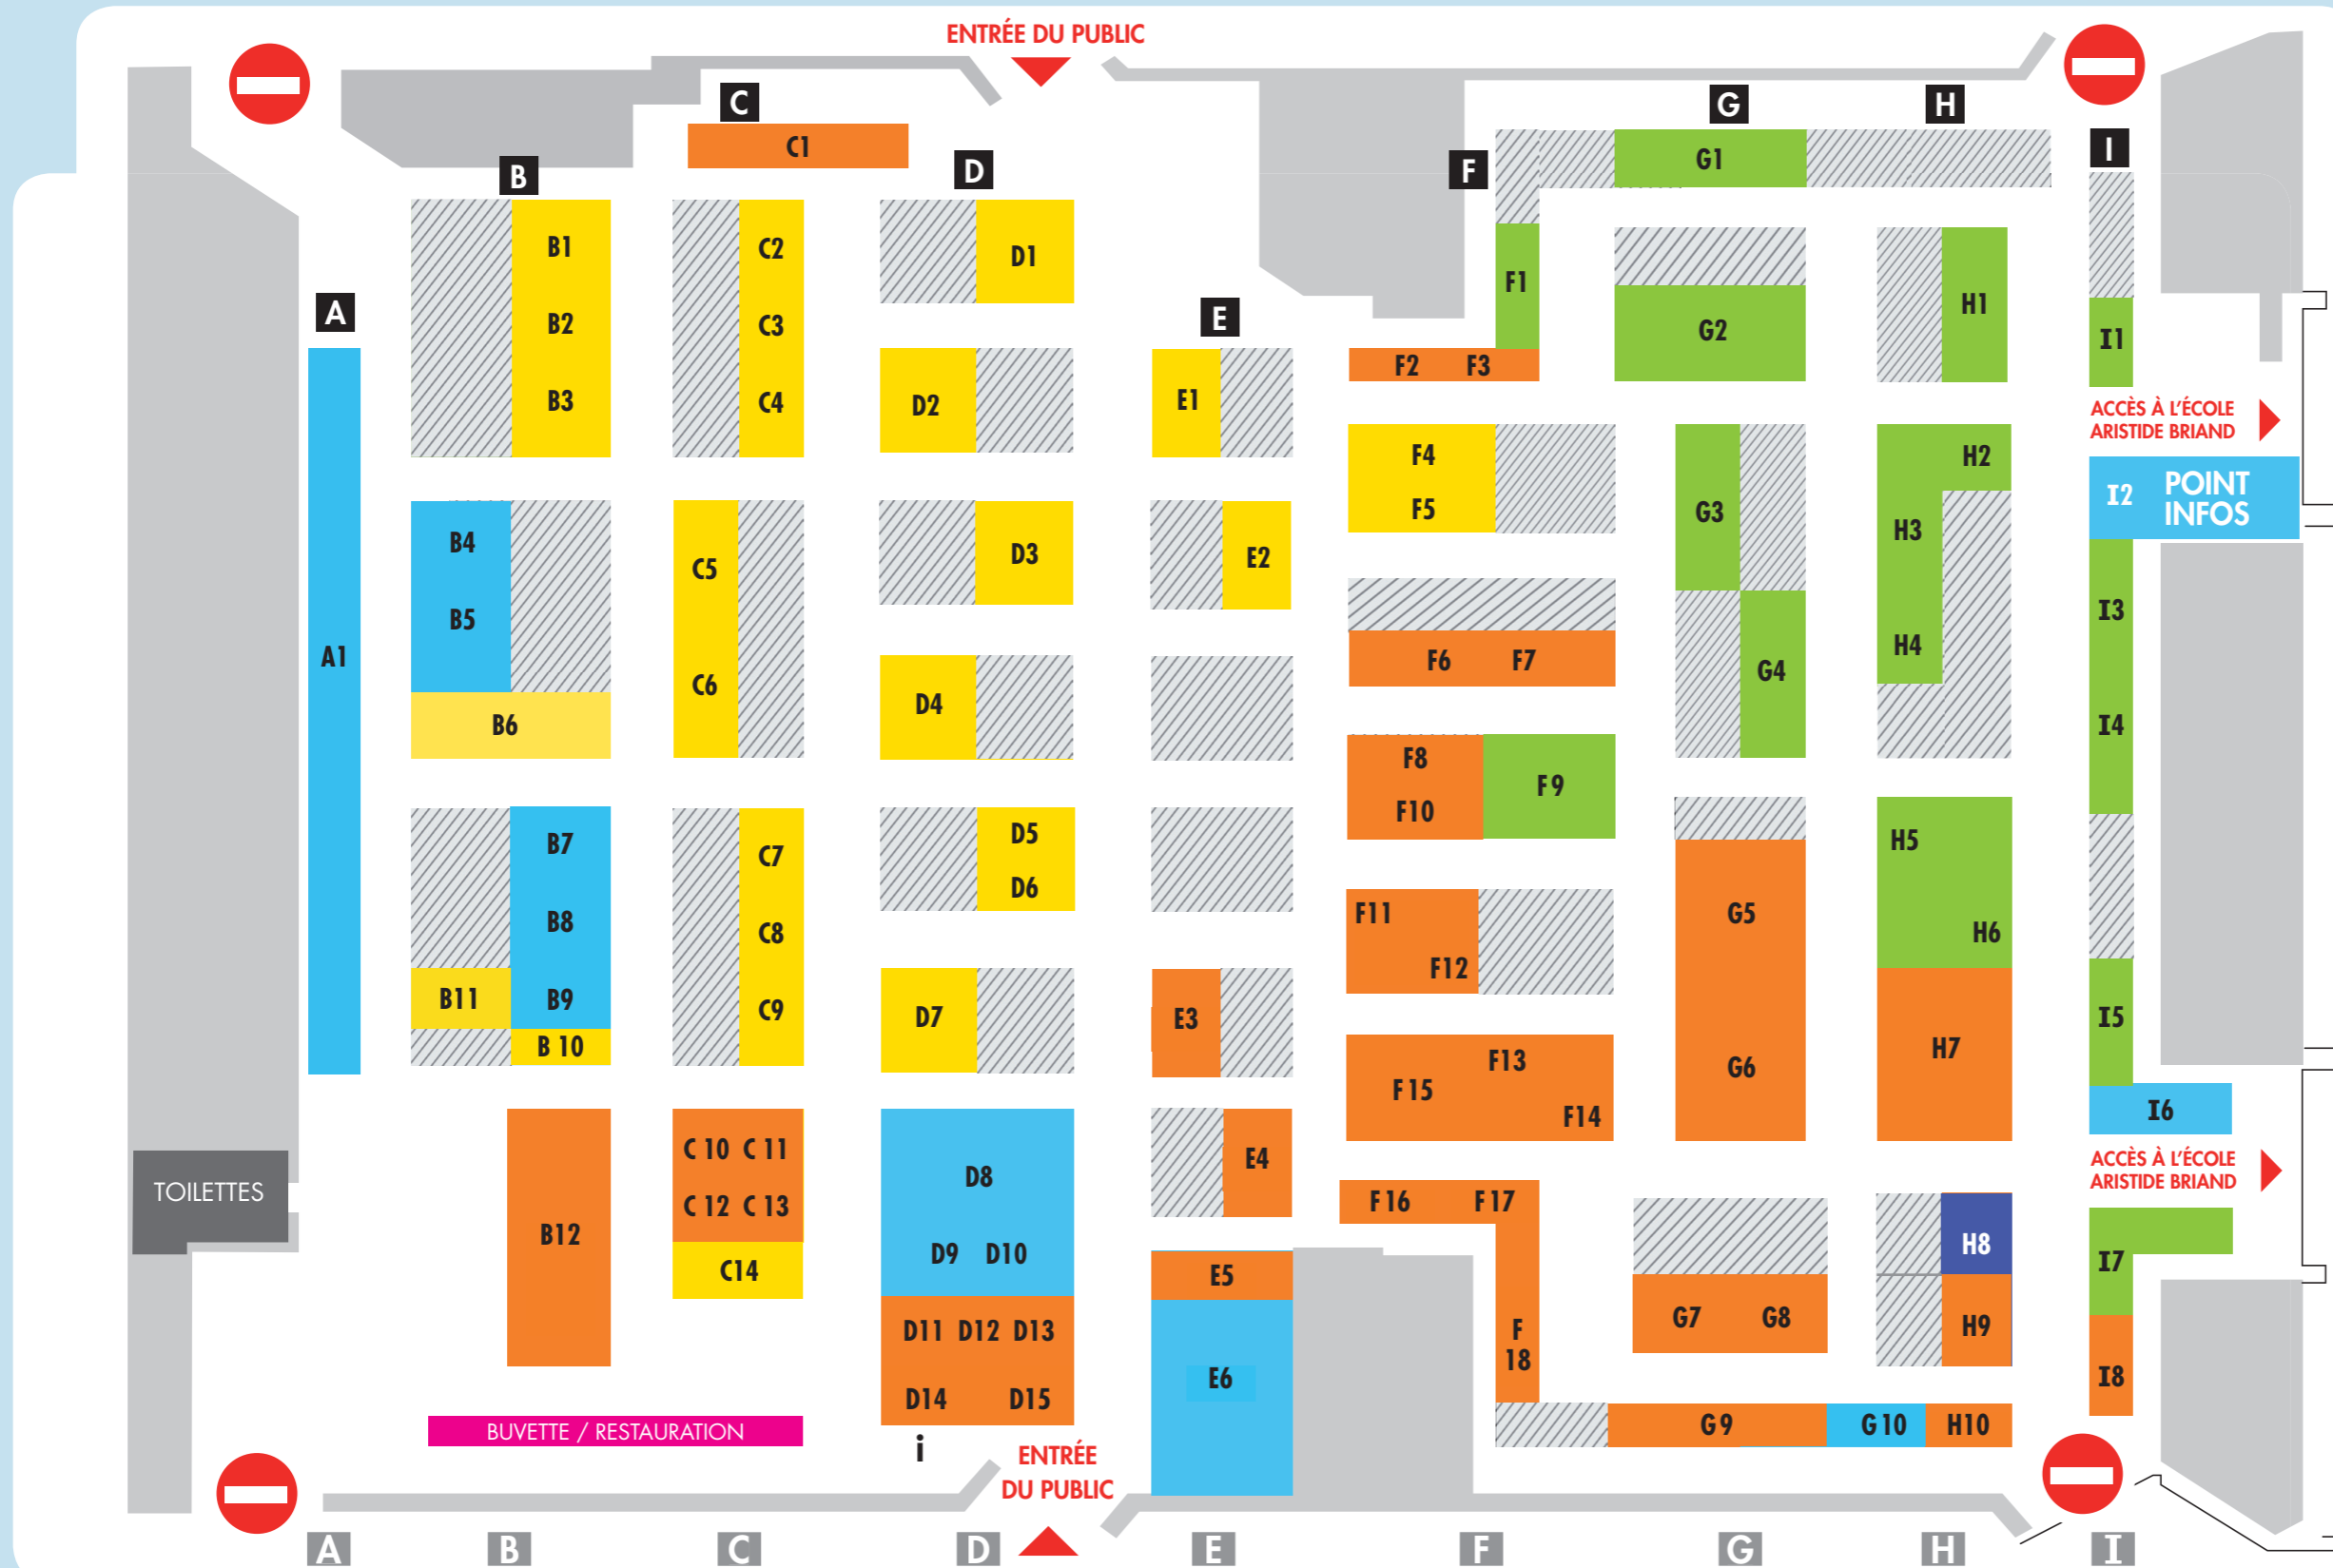 ENTRÉE DU PUBLIC
C
G
H
C1
I
B
D
F
G1
B1
C2
D1
F1
H1
A
E
B2
C3
G2
I1
B3
C4
D2
E1
F2 F3
ACCÈS À L'ÉCOLE
ARISTIDE BRIAND
F4
F5
G3
H2
I2
POINT
INFOS
B4
C5
D3
E2
H3
B5
I3
A1
C6
D4
F6 F7
G4
H4
B6
I4
F8
F10
F9
B7
C7
D5
D6
H5
B8
C8
F11
F12
G5
H6
B11
B9
C9
D7
E3
I5
B 10
F13
F 15
F14
G6
H7
I6
C 10 C 11
C 12 C 13
D8
E4
ACCÈS À L'ÉCOLE
ARISTIDE BRIAND
TOILETTES
B12
C14
D9 D10
F 16 F 17
H8
I7
E5
D11 D12 D13
F
18
G7 G8
H9
E6
D14 D15
I8
BUVETTE / RESTAURATION
G 9
G 10
H10
i
ENTRÉE
DU PUBLIC
A B C D E F G H I